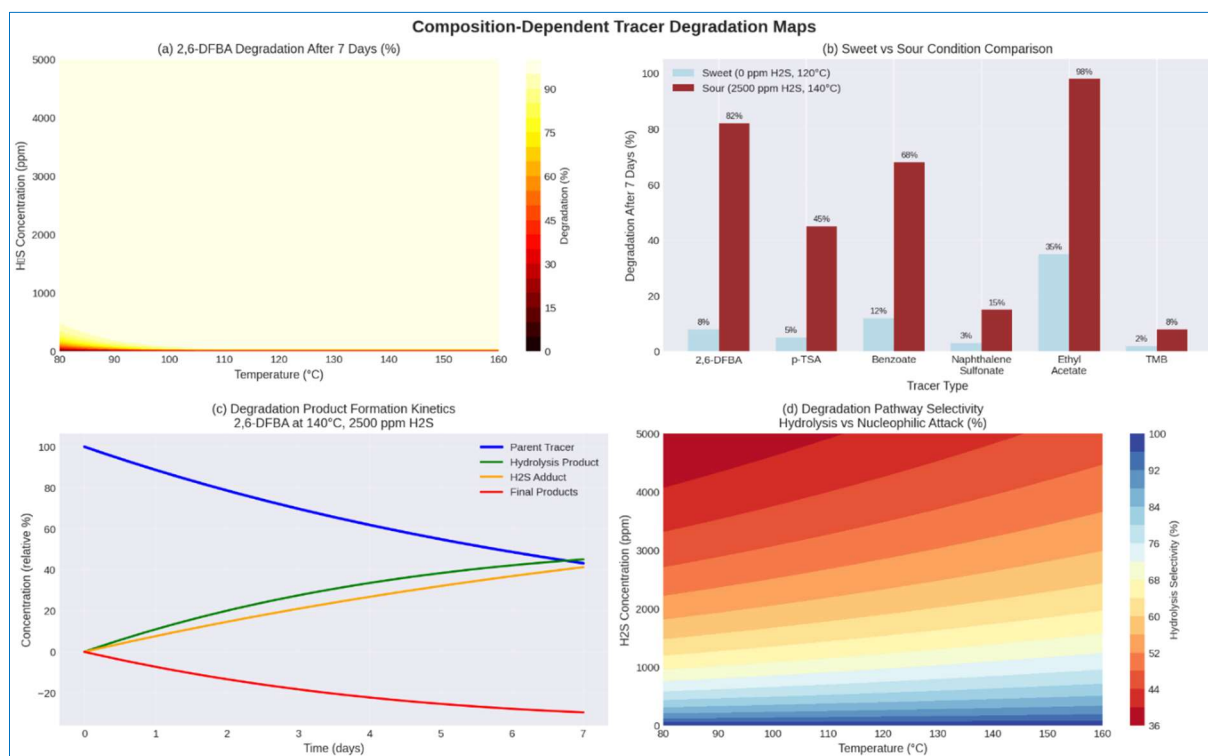 Composition-Dependent Tracer Degradation Maps
(a) 2,6-DFBA Degradation After 7 Days (%)
5000
4000
3000
2000
1000
0
H▯S Concentration (ppm)
80 90 100 110 120 130 140 150 160
Temperature (°C)
90
75
60
45
30
15
0
Degradation (%)
(b) Sweet vs Sour Condition Comparison
Sweet (0 ppm H2S, 120°C)
Sour (2500 ppm H2S, 140°C)
100
80
60
40
20
0
Degradation After 7 Days (%)
8% 82% 5% 45% 12% 68% 3% 15% 35% 98% 2% 8%
2,6-DFBA p-TSA Benzoate Naphthalene Ethyl TMB
Sulfonate Acetate
Tracer Type
(c) Degradation Product Formation Kinetics
2,6-DFBA at 140°C, 2500 ppm H2S
Parent Tracer
Hydrolysis Product
H2S Adduct
Final Products
100
80
60
40
20
0
−20
Concentration (relative %)
0 1 2 3 4 5 6 7
Time (days)
(d) Degradation Pathway Selectivity
Hydrolysis vs Nucleophilic Attack (%)
5000
4000
3000
2000
1000
0
H2S Concentration (ppm)
80 90 100 110 120 130 140 150 160
Temperature (°C)
100
92
84
76
68
60
52
44
36
Hydrolysis Selectivity (%)